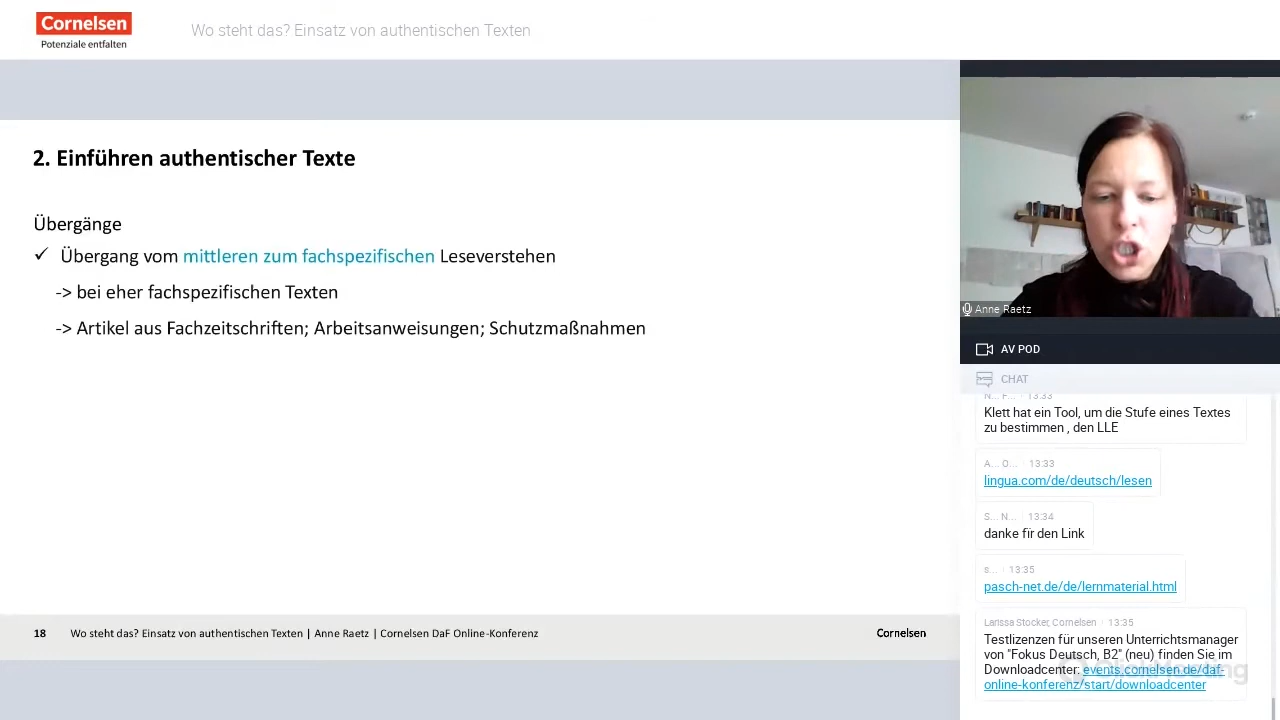 Cornelsen
Potenziale entfalten
Wo steht das? Einsatz von authentischen Texten
2. Einführen authentischer Texte
Übergänge
✓ Übergang vom mittleren zum fachspezifischen Leseverstehen
-> bei eher fachspezifischen Texten
-> Artikel aus Fachzeitschriften; Arbeitsanweisungen; Schutzmaßnahmen
18 Wo steht das? Einsatz von authentischen Texten | Anne Raetz | Cornelsen DaF Online-Konferenz
Cornelsen
Anne Raetz
AV POD
CHAT
N... F... 13:33
Klett hat ein Tool, um die Stufe eines Textes
zu bestimmen , den LLE
A... O... 13:33
lingua.com/de/deutsch/lesen
S... N... 13:34
danke fïr den Link
s... 13:35
pasch-net.de/de/lernmaterial.html
Larissa Stocker, Cornelsen 13:35
Testlizenzen für unseren Unterrichtsmanager
von "Fokus Deutsch, B2" (neu) finden Sie im
Downloadcenter: events.cornelsen.de/daf-
online-konferenz/start/downloadcenter
ClickMeeting